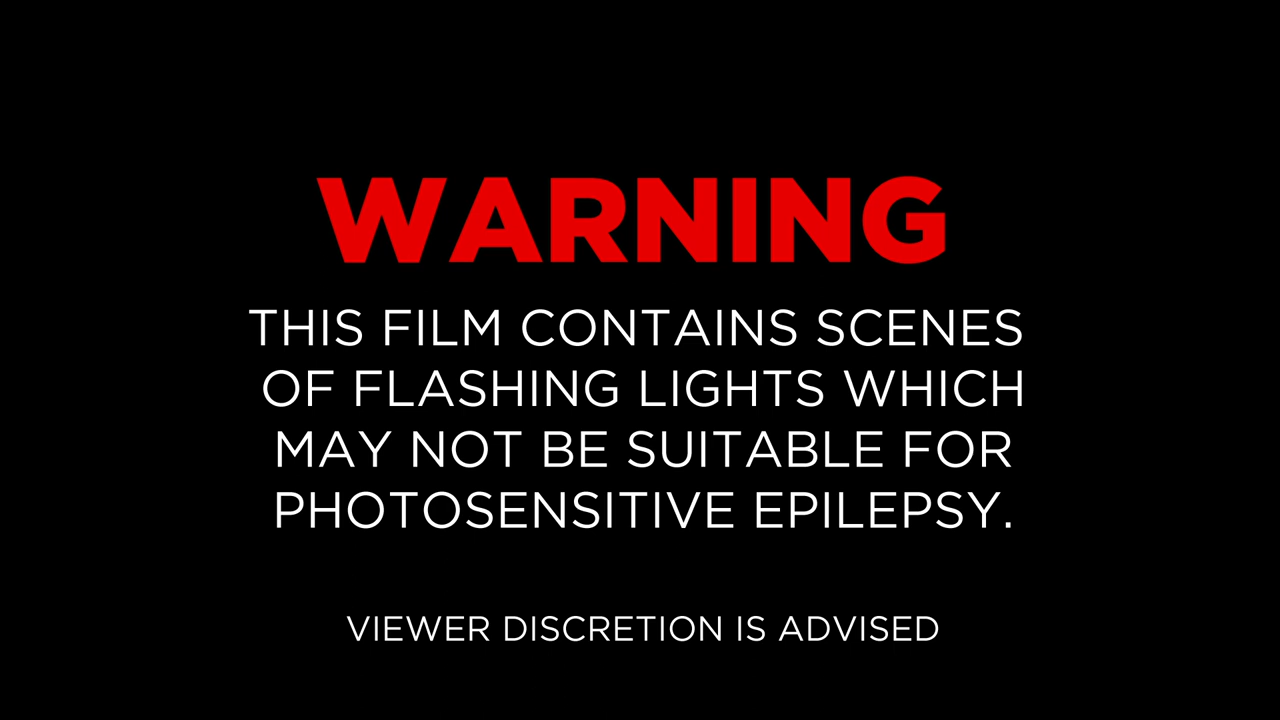 WARNING
THIS FILM CONTAINS SCENES
OF FLASHING LIGHTS WHICH
MAY NOT BE SUITABLE FOR
PHOTOSENSITIVE EPILEPSY.
VIEWER DISCRETION IS ADVISED